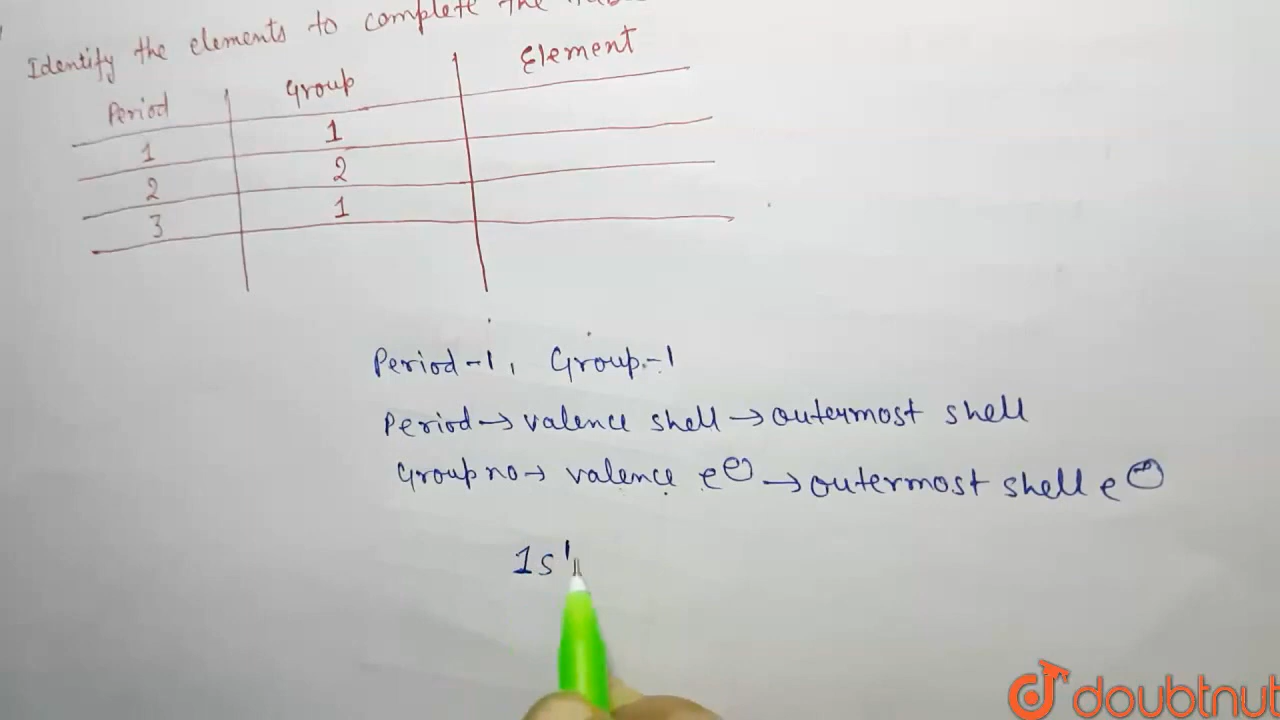 Identify the elements to complete the
Period Group Element
1 1
2 2
3 1
Period-1, Group-1
Period→valence shell→outermost shell
Group no→ valence e⊖→outermost shell e⊖
1s¹
doubtnut